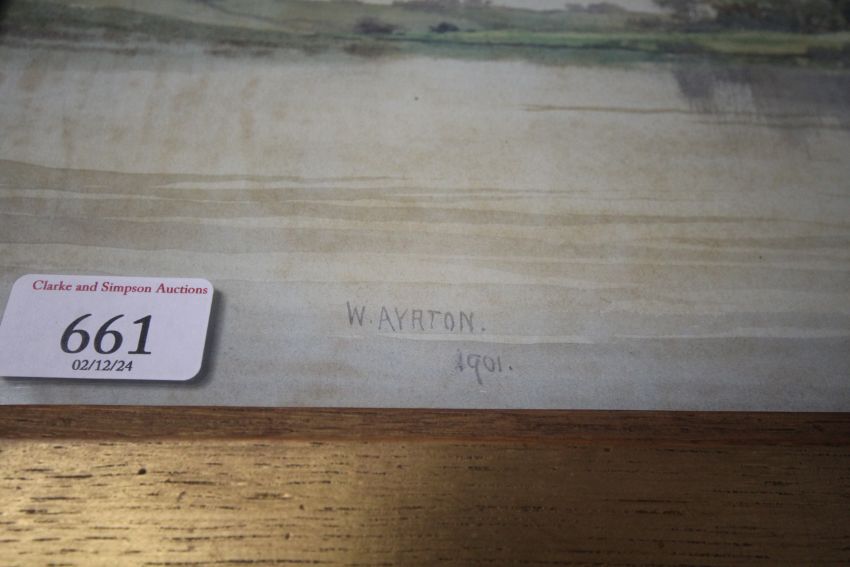 Clarke and Simpson Auctions
661
02/12/24
W. AYRTON.
1901.